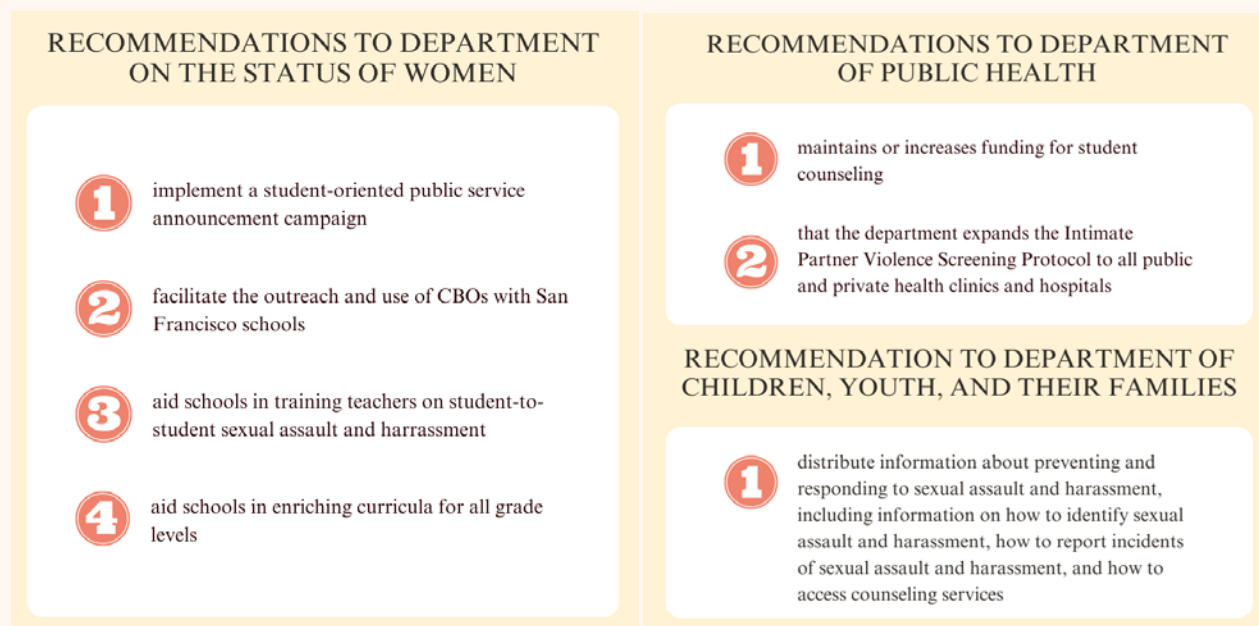 RECOMMENDATIONS TO DEPARTMENT
ON THE STATUS OF WOMEN
1 implement a student-oriented public service
announcement campaign
2 facilitate the outreach and use of CBOs with San
Francisco schools
3 aid schools in training teachers on student-to-
student sexual assault and harrassment
4 aid schools in enriching curricula for all grade
levels
RECOMMENDATIONS TO DEPARTMENT
OF PUBLIC HEALTH
1 maintains or increases funding for student
counseling
2 that the department expands the Intimate
Partner Violence Screening Protocol to all public
and private health clinics and hospitals
RECOMMENDATION TO DEPARTMENT OF
CHILDREN, YOUTH, AND THEIR FAMILIES
1 distribute information about preventing and
responding to sexual assault and harassment,
including information on how to identify sexual
assault and harassment, how to report incidents
of sexual assault and harassment, and how to
access counseling services